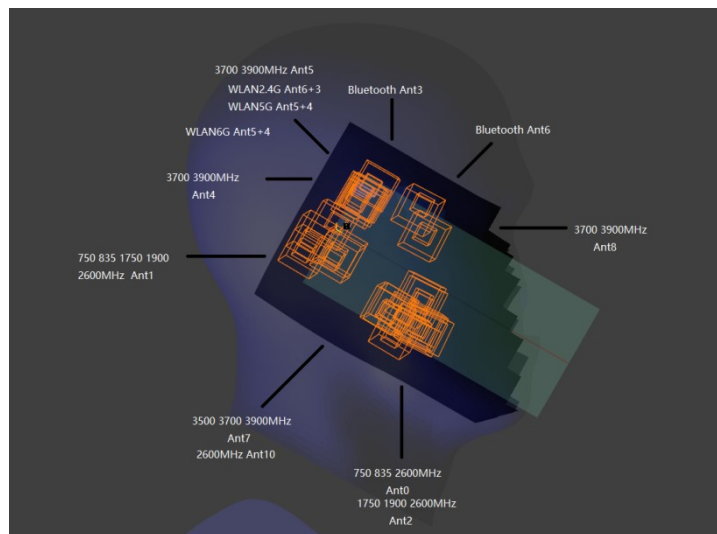 3700 3900MHz Ant5
WLAN2.4G Ant6+3
WLAN5G Ant5+4
WLAN6G Ant5+4
Bluetooth Ant3
Bluetooth Ant6
3700 3900MHz
Ant4
3700 3900MHz
Ant8
750 835 1750 1900
2600MHz Ant1
3500 3700 3900MHz
Ant7
2600MHz Ant10
750 835 2600MHz
Ant0
1750 1900 2600MHz
Ant2